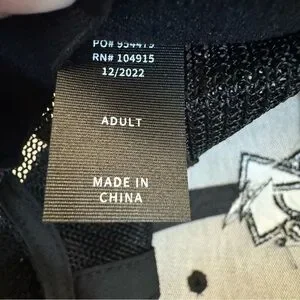 PO# 954475
RN# 104915
12/2022
ADULT
MADE IN
CHINA